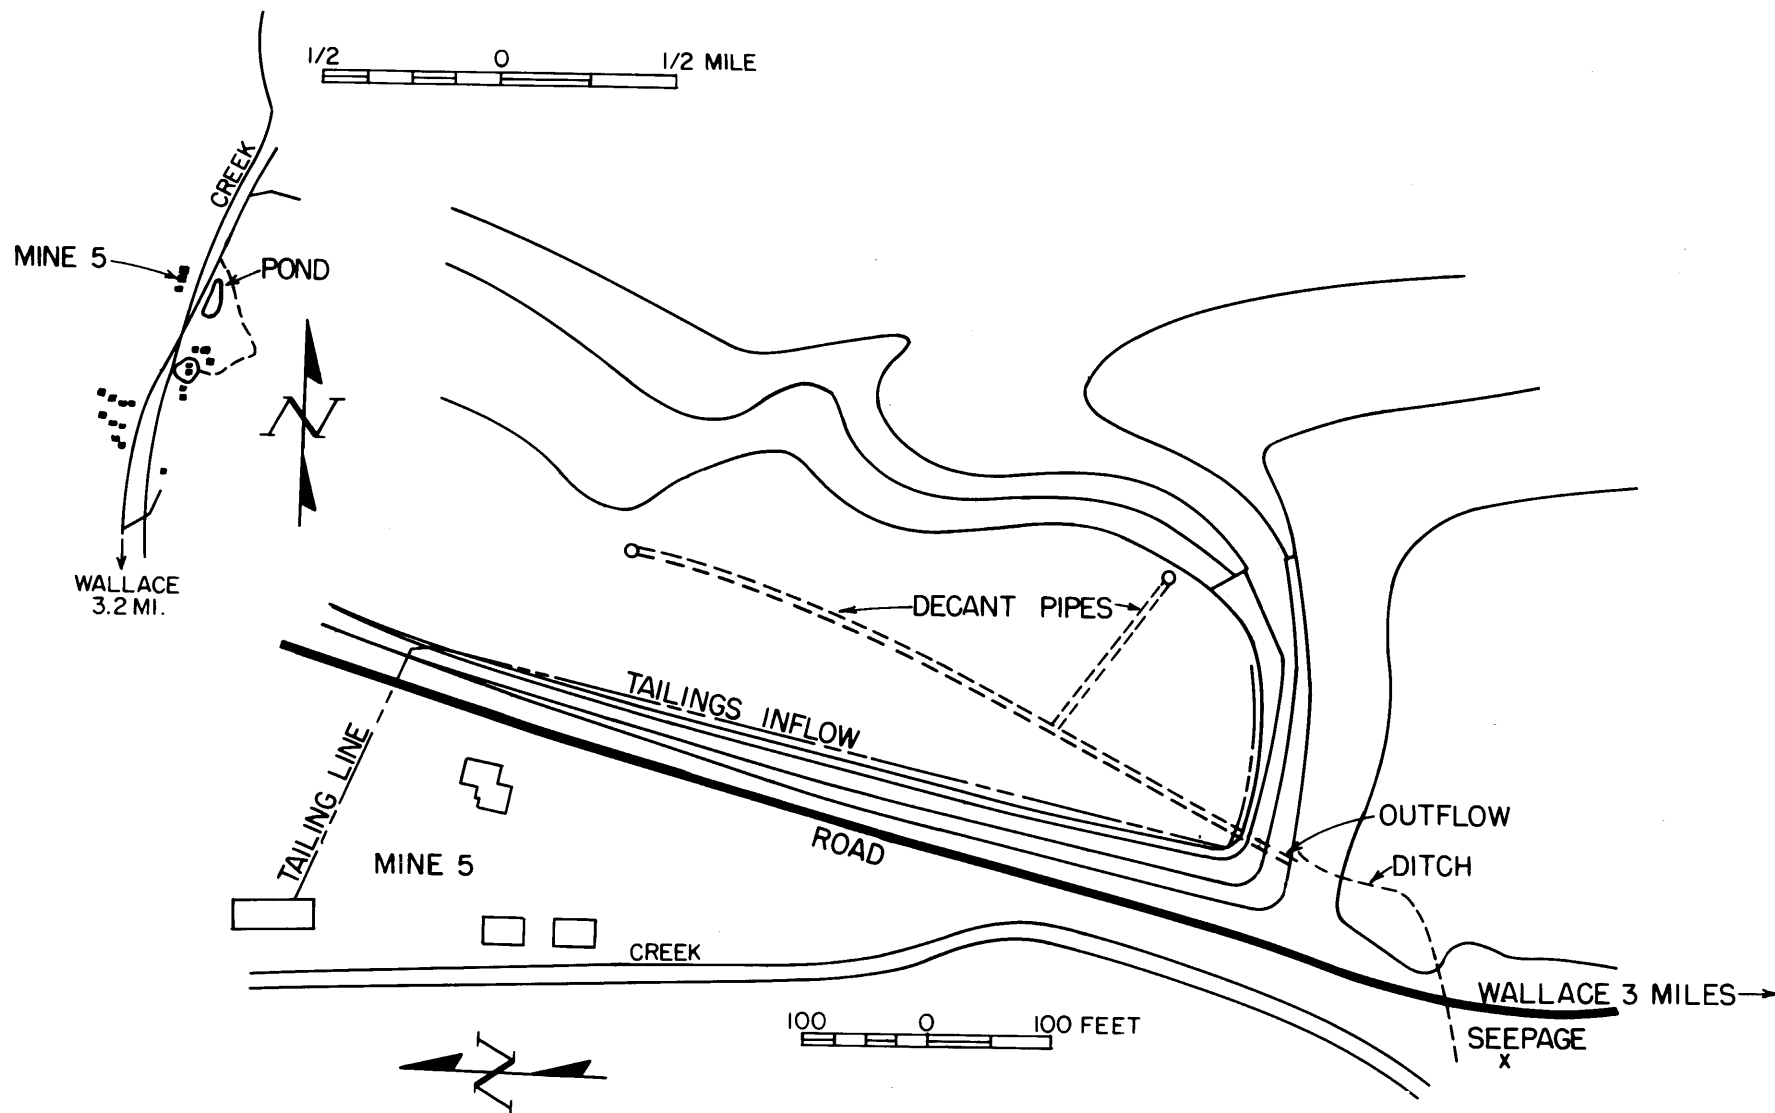 1/2 0 1/2 MILE
CREEK
MINE 5
POND
N
WALLACE
3.2 MI.
DECANT PIPES
TAILINGS INFLOW
TAILING LINE
MINE 5
ROAD
OUTFLOW
DITCH
CREEK
WALLACE 3 MILES
100 0 100 FEET
SEEPAGE
X
N